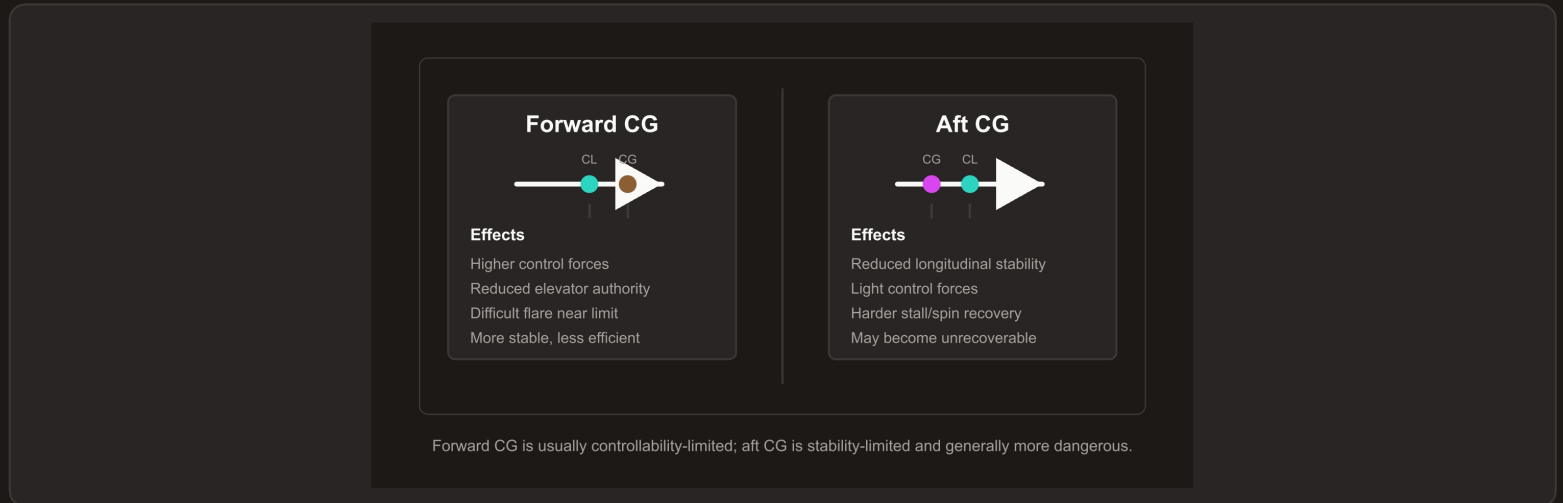 Forward CG
CL CG
Effects
Higher control forces
Reduced elevator authority
Difficult flare near limit
More stable, less efficient
Aft CG
CG CL
Effects
Reduced longitudinal stability
Light control forces
Harder stall/spin recovery
May become unrecoverable
Forward CG is usually controllability-limited; aft CG is stability-limited and generally more dangerous.